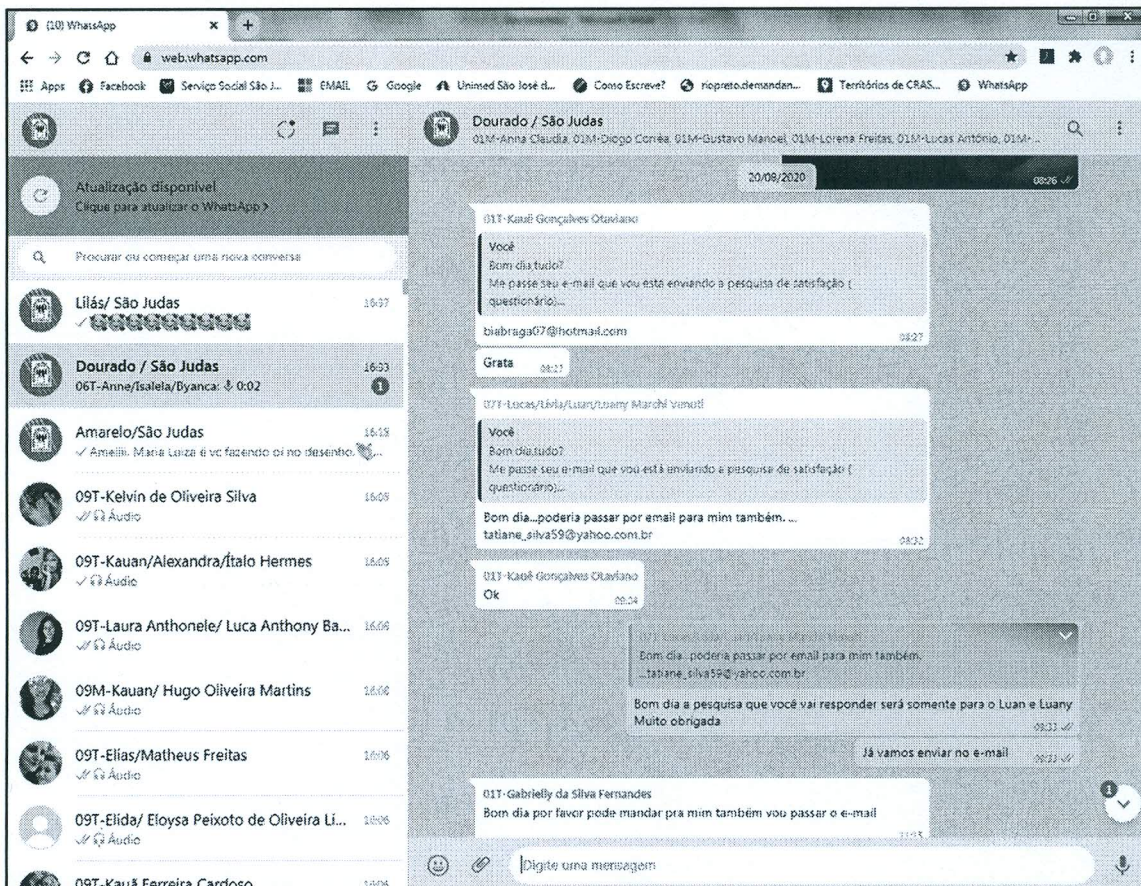 (10) WhatsApp
web.whatsapp.com
Apps Facebook Serviço Social São J... EMAIL Google Unimed São José d... Como Escreve? riopreto.demandan... Territórios de CRAS... WhatsApp
Atualização disponível
Clique para atualizar o WhatsApp >
Procurar ou começar uma nova conversa
Lilás/ São Judas 16:37
Dourado / São Judas 16:33
06T-Anne/Isalela/Byanca: 0:02 1
Amarelo/São Judas
Maria Luiza é vc fazendo oi no desenho.
09T-Kelvin de Oliveira Silva
Áudio
09T-Kauan/Alexandra/Ítalo Hermes
Áudio
09T-Laura Anthonele/ Luca Anthony Ba...
Áudio
09M-Kauan/ Hugo Oliveira Martins
Áudio
09T-Elias/Matheus Freitas 16:06
Áudio
09T-Elida/ Eloysa Peixoto de Oliveira Li... 16:06
Áudio
09T-Kauã Ferreira Cardoso 16:06
Dourado / São Judas
01M-Anna Claudia, 01M-Diogo Corrêa, 01M-Gustavo Manoel, 01M-Lorena Freitas, 01M-Lucas Antônio, 01M-...
20/08/2020
08:26
01T-Kauê Gonçalves Otaviano
Você
Bom dia,tudo?
Me passe seu e-mail que vou está enviando a pesquisa de satisfação (
questionário)...
biabraga07@hotmail.com
08:27
Grata 08:27
07T-Lucas/Lívia/Luan/Luany Marchi
Você
Bom dia,tudo?
Me passe seu e-mail que vou está enviando a pesquisa de satisfação (
questionário)...
Bom dia...poderia passar por email para mim também. ...
tatiane_silva59@yahoo.com.br
08:32
01T-Kauê Gonçalves Otaviano
Ok
Bom dia...poderia passar por email para mim também.
...tatiane_silva59@yahoo.com.br
Bom dia a pesquisa que você vai responder será somente para o Luan e Luany
Muito obrigada
09:33
Já vamos enviar no e-mail 09:33
01T-Gabrielly da Silva Fernandes
Bom dia por favor pode mandar pra mim também vou passar o e-mail
1
Digite uma mensagem